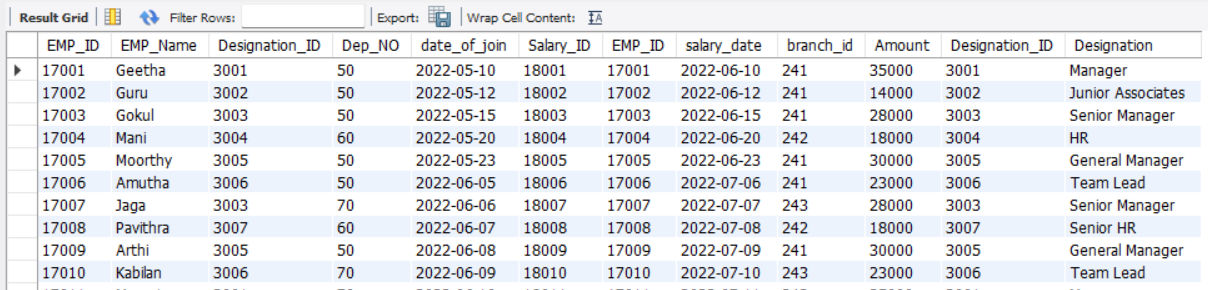 Result Grid Filter Rows: Export: Wrap Cell Content: IA
EMP_ID EMP_Name Designation_ID Dep_NO date_of_join Salary_ID EMP_ID salary_date branch_id Amount Designation_ID Designation
17001 Geetha 3001 50 2022-05-10 18001 17001 2022-06-10 241 35000 3001 Manager
17002 Guru 3002 50 2022-05-12 18002 17002 2022-06-12 241 14000 3002 Junior Associates
17003 Gokul 3003 50 2022-05-15 18003 17003 2022-06-15 241 28000 3003 Senior Manager
17004 Mani 3004 60 2022-05-20 18004 17004 2022-06-20 242 18000 3004 HR
17005 Moorthy 3005 50 2022-05-23 18005 17005 2022-06-23 241 30000 3005 General Manager
17006 Amutha 3006 50 2022-06-05 18006 17006 2022-07-06 241 23000 3006 Team Lead
17007 Jaga 3003 70 2022-06-06 18007 17007 2022-07-07 243 28000 3003 Senior Manager
17008 Pavithra 3007 60 2022-06-07 18008 17008 2022-07-08 242 18000 3007 Senior HR
17009 Arthi 3005 50 2022-06-08 18009 17009 2022-07-09 241 30000 3005 General Manager
17010 Kabilan 3006 70 2022-06-09 18010 17010 2022-07-10 243 23000 3006 Team Lead